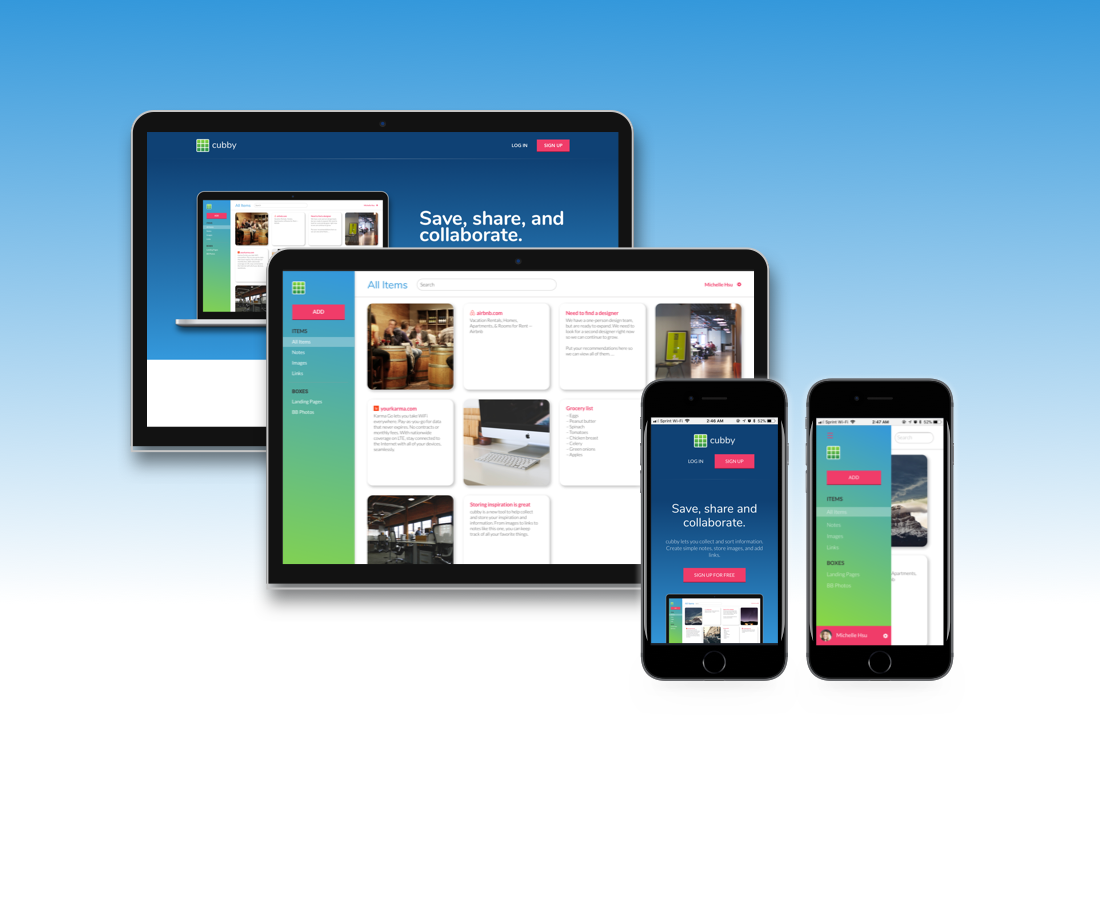 cubby
LOG IN
SIGN UP
Save, share, and
collaborate.
All Items
Search
Michelle Hsu
ADD
ITEMS
All Items
Notes
Images
Links
BOXES
Landing Pages
BB Photos
airbnb.com
Vacation Rentals, Homes,
Apartments, & Rooms for Rent –
Airbnb
Need to find a designer
We have a one-person design team,
but are ready to expand. We need to
look for a second designer right now
so we can continue to grow.
Put your recommendations here so
we can view all of them....
yourkarma.com
Karma Go lets you take WiFi
everywhere. Pay as you go for data
that never expires. No contracts or
monthly fees. With nationwide
coverage on LTE, stay connected to
the Internet with all of your devices,
seamlessly.
Grocery list
- Eggs
- Peanut butter
- Spinach
- Tomatoes
- Chicken breast
- Celery
- Green onions
- Apples
Storing inspiration is great
cubby is a new tool to help collect
and store your inspiration and
information. From images to links to
notes like this one, you can keep
track of all your favorite things.
Sprint Wi-Fi 2:46 AM 52%
cubby
LOG IN
SIGN UP
Save, share and
collaborate.
cubby lets you collect and sort information.
Create simple notes, store images, and add
links.
SIGN UP FOR FREE
Sprint Wi-Fi 2:47 AM 52%
Search
ADD
ITEMS
All Items
Notes
Images
Links
BOXES
Landing Pages
BB Photos
Apartments,
Michelle Hsu